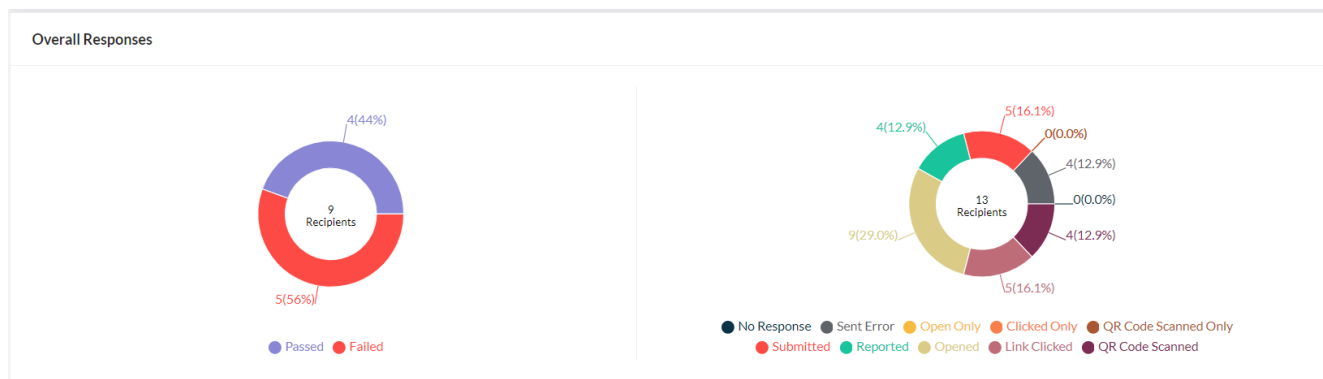 Overall Responses
4(44%)
9
Recipients
5(56%)
Passed Failed
5(16.1%)
4(12.9%)
0(0.0%)
4(12.9%)
13
Recipients
0(0.0%)
9(29.0%)
4(12.9%)
5(16.1%)
No Response Sent Error Open Only Clicked Only QR Code Scanned Only
Submitted Reported Opened Link Clicked QR Code Scanned